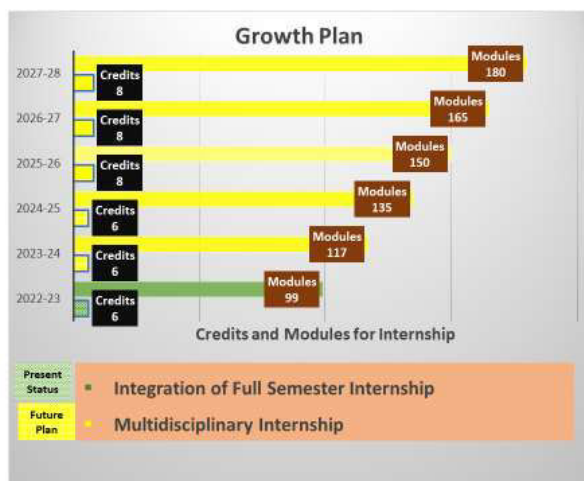 Growth Plan
2027-28
Modules
180
Credits
8
2026-27
Modules
165
Credits
8
2025-26
Modules
150
Credits
8
2024-25
Modules
135
Credits
6
2023-24
Modules
117
Credits
6
2022-23
Modules
99
Credits
6
Credits and Modules for Internship
Present
Status
Integration of Full Semester Internship
Future
Plan
Multidisciplinary Internship